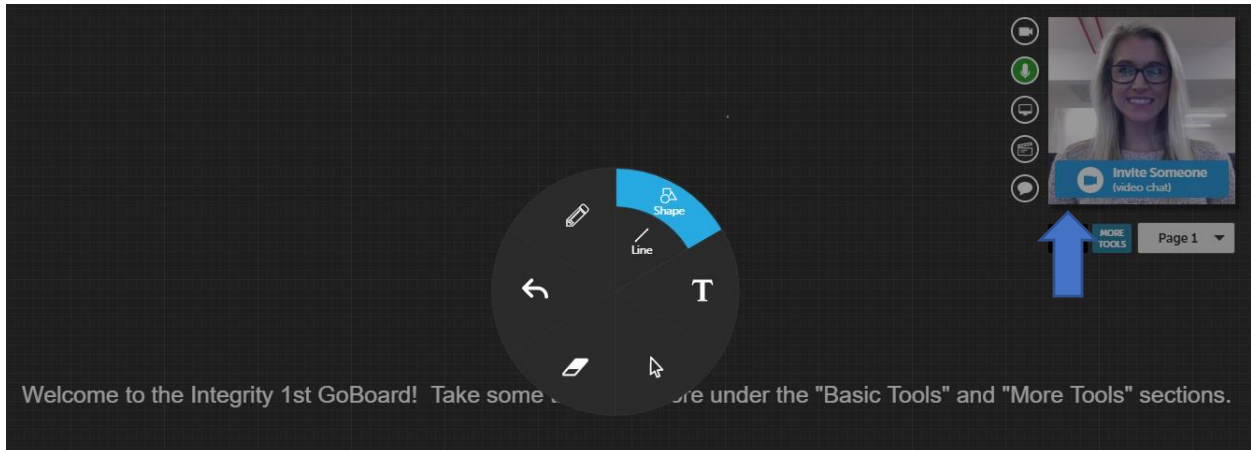 Invite Someone
(video chat)
MORE
TOOLS
Page 1
Shape
Line
T
Welcome to the Integrity 1st GoBoard! Take some under the "Basic Tools" and "More Tools" sections.